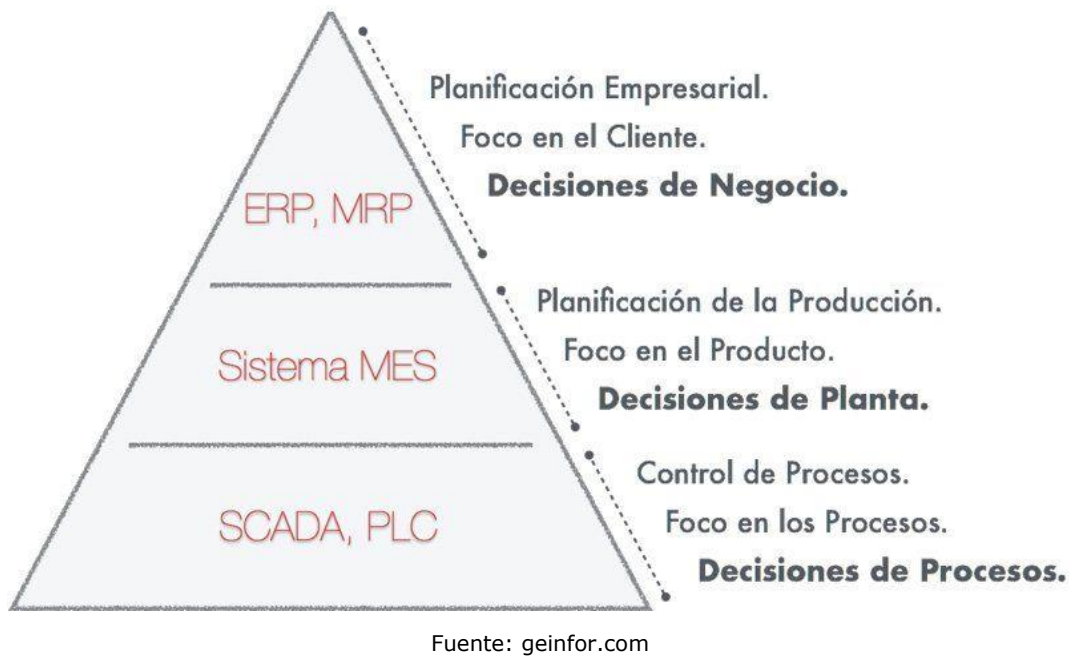 Planificación Empresarial.
Foco en el Cliente.
Decisiones de Negocio.
ERP, MRP
Planificación de la Producción.
Foco en el Producto.
Sistema MES
Decisiones de Planta.
Control de Procesos.
Foco en los Procesos.
SCADA, PLC
Decisiones de Procesos.
Fuente: geinfor.com